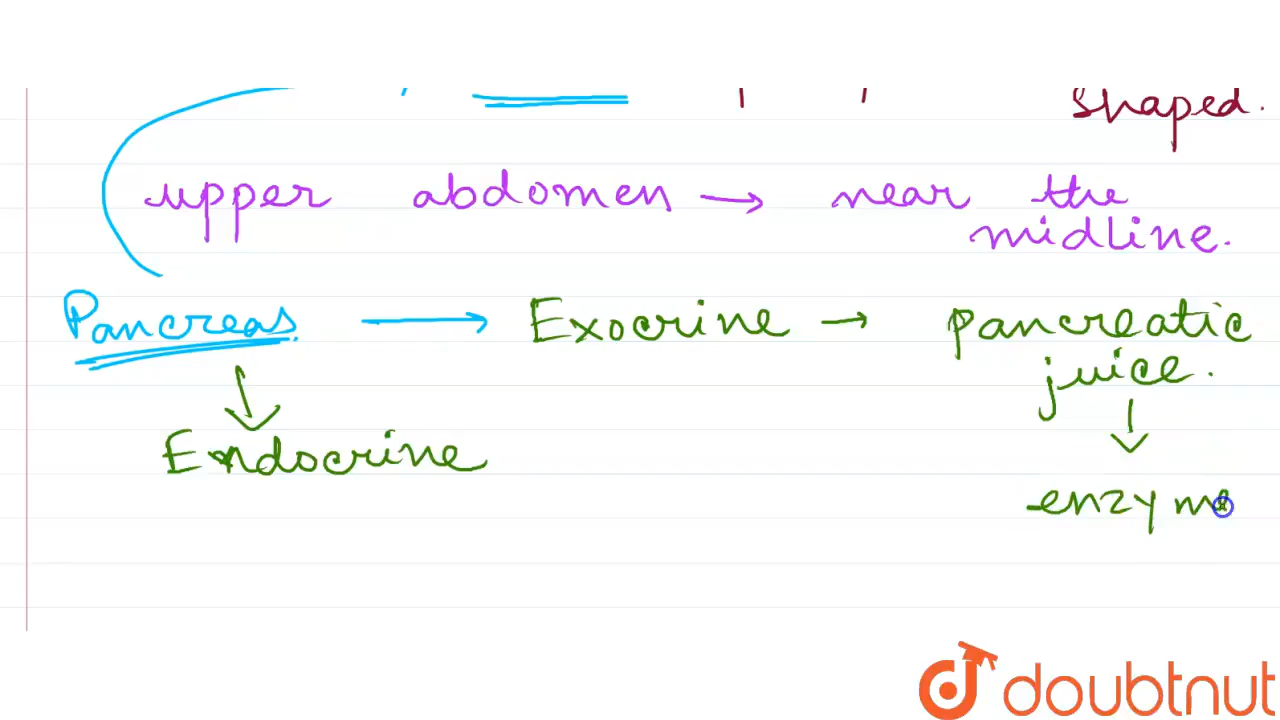 shaped.
upper abdomen → near the
midline.
Pancreas. → Exocrine → pancreatic
juice.
Endocrine
enzyme
doubtnut